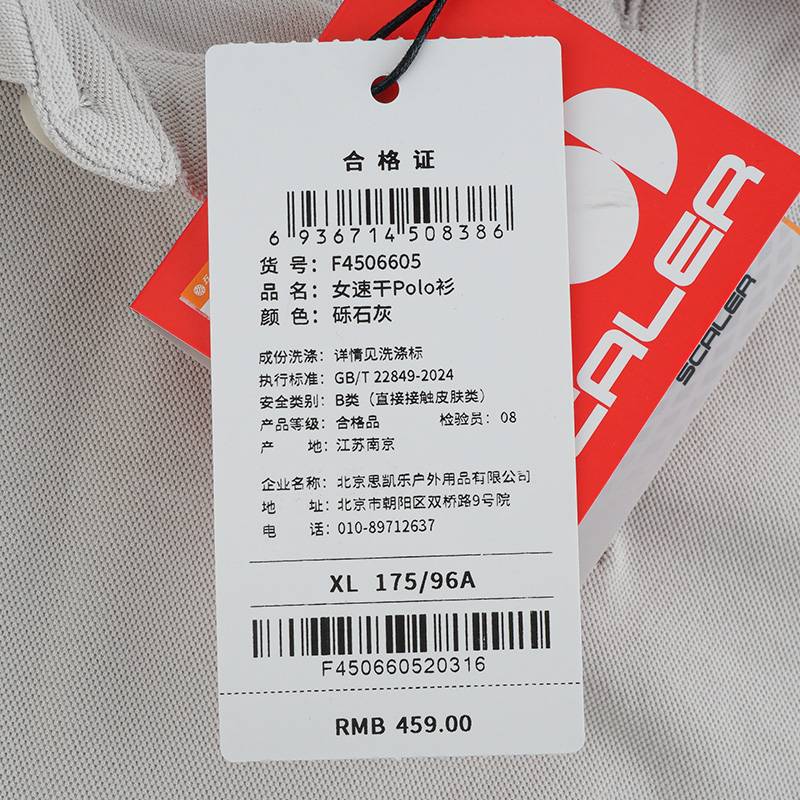 合格证
6 936714 508386
货 号：F4506605
品 名：女速干Polo衫
颜 色：砾石灰
成份洗涤：详情见洗涤标
执行标准：GB/T 22849-2024
安全类别：B类（直接接触皮肤类）
产品等级：合格品 检验员：08
产 地：江苏南京
企业名称：北京思凯乐户外用品有限公司
地 址：北京市朝阳区双桥路9号院
电 话：010-89712637
XL 175/96A
F450660520316
RMB 459.00
CALER
SCALER